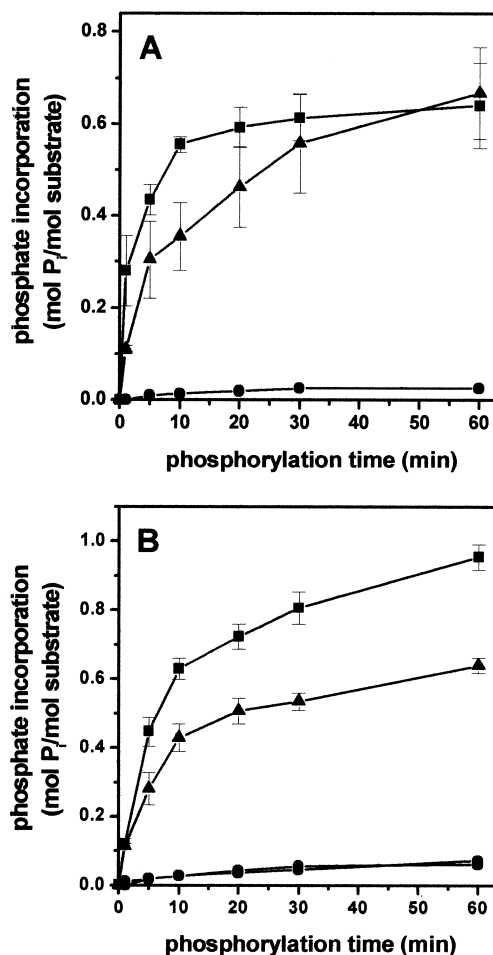 A
phosphate incorporation
(mol Pi/mol substrate)
0.8
0.6
0.4
0.2
0.0
0 10 20 30 40 50 60
phosphorylation time (min)
B
phosphate incorporation
(mol Pi/mol substrate)
1.0
0.8
0.6
0.4
0.2
0.0
0 10 20 30 40 50 60
phosphorylation time (min)